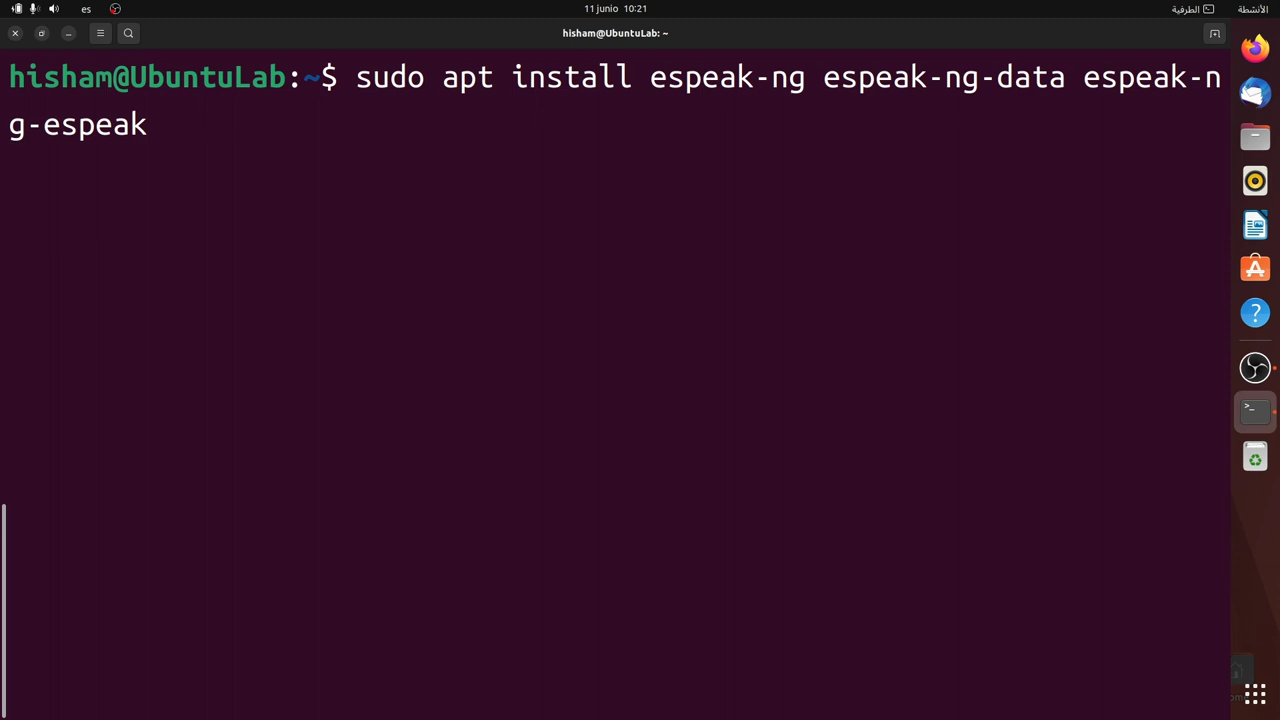 es
11 junio 10:21
الطرفية
الأنشطة
hisham@UbuntuLab: ~
hisham@UbuntuLab:~$ sudo apt install espeak-ng espeak-ng-data espeak-n
g-espeak